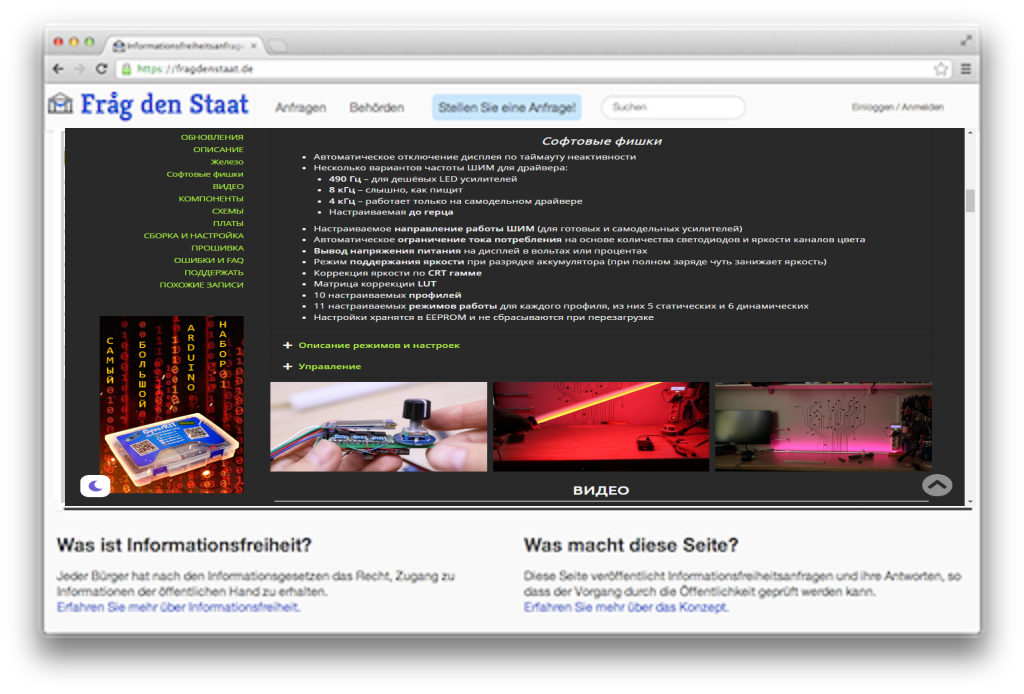 Informationsfreiheitsanfrage
https://fragdenstaat.de
Fråg den Staat
Anfragen
Behörden
Stellen Sie eine Anfrage!
Suchen
Einloggen / Anmelden
ОБНОВЛЕНИЯ
ОПИСАНИЕ
Железо
Софтовые фишки
ВИДЕО
КОМПОНЕНТЫ
СХЕМЫ
ПЛАТЫ
СБОРКА И НАСТРОЙКА
ПРОШИВКА
ОШИБКИ И FAQ
ПОДДЕРЖАТЬ
ПОХОЖИЕ ЗАПИСИ
САМЫЙ
БОЛЬШОЙ
ARDUINO
НАБОР
GyverKIT
Софтовые фишки
• Автоматическое отключение дисплея по таймауту неактивности
• Несколько вариантов частоты ШИМ для драйвера:
• 490 Гц – для дешёвых LED усилителей
• 8 кГц – слышно, как пищит
• 4 кГц – работает только на самодельном драйвере
• Настраиваемая до герца
• Настраиваемое направление работы ШИМ (для готовых и самодельных усилителей)
• Автоматическое ограничение тока потребления на основе количества светодиодов и яркости каналов цвета
• Вывод напряжения питания на дисплей в вольтах или процентах
• Режим поддержания яркости при разрядке аккумулятора (при полном заряде чуть занижает яркость)
• Коррекция яркости по CRT гамме
• Матрица коррекции LUT
• 10 настраиваемых профилей
• 11 настраиваемых режимов работы для каждого профиля, из них 5 статических и 6 динамических
• Настройки хранятся в EEPROM и не сбрасываются при перезагрузке
+ Описание режимов и настроек
+ Управление
ВИДЕО
Was ist Informationsfreiheit?
Jeder Bürger hat nach den Informationsgesetzen das Recht, Zugang zu
Informationen der öffentlichen Hand zu erhalten.
Erfahren Sie mehr über Informationsfreiheit.
Was macht diese Seite?
Diese Seite veröffentlicht Informationsfreiheitsanfragen und ihre Antworten, so
dass der Vorgang durch die Öffentlichkeit geprüft werden kann.
Erfahren Sie mehr über das Konzept.